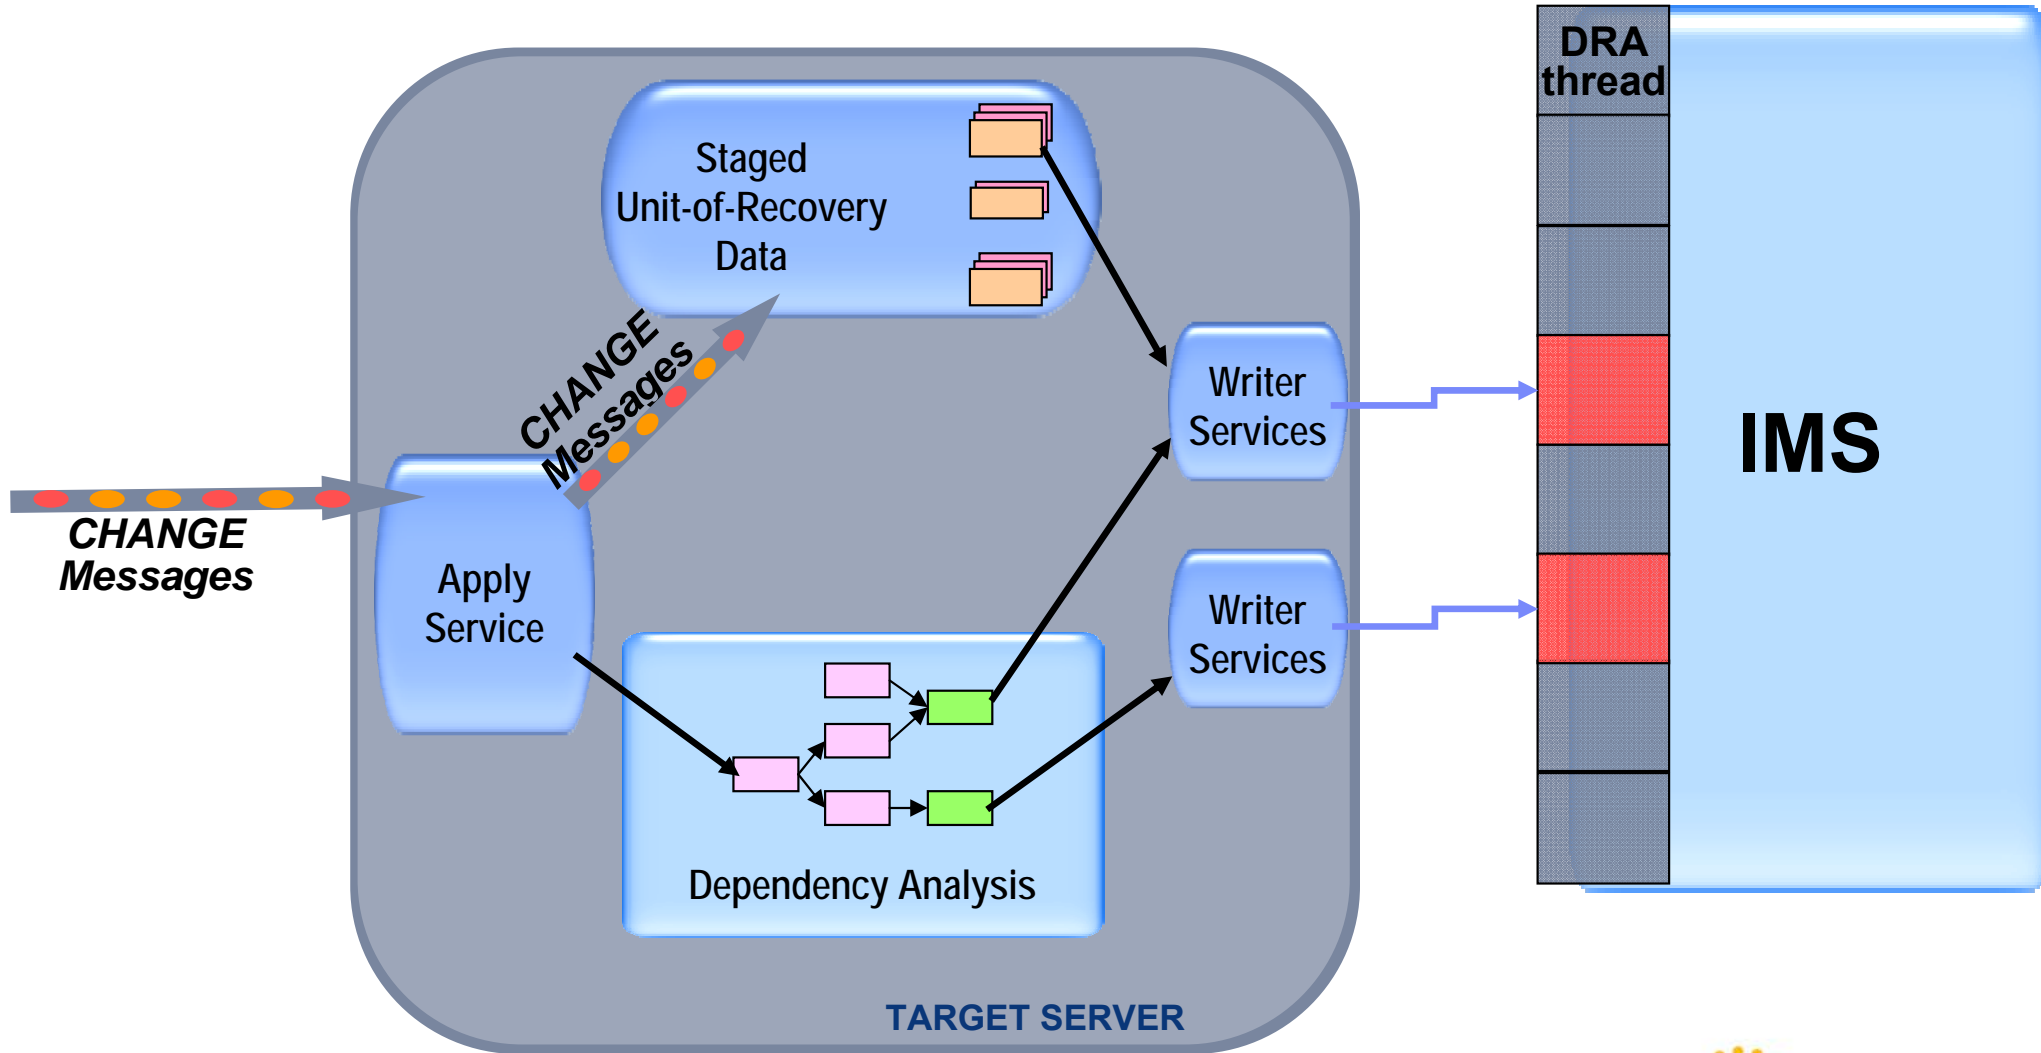 DRA
thread
Staged
Unit-of-Recovery
Data
CHANGE
Messages
Writer
Services
IMS
CHANGE
Messages
Apply
Service
Writer
Services
Dependency Analysis
TARGET SERVER